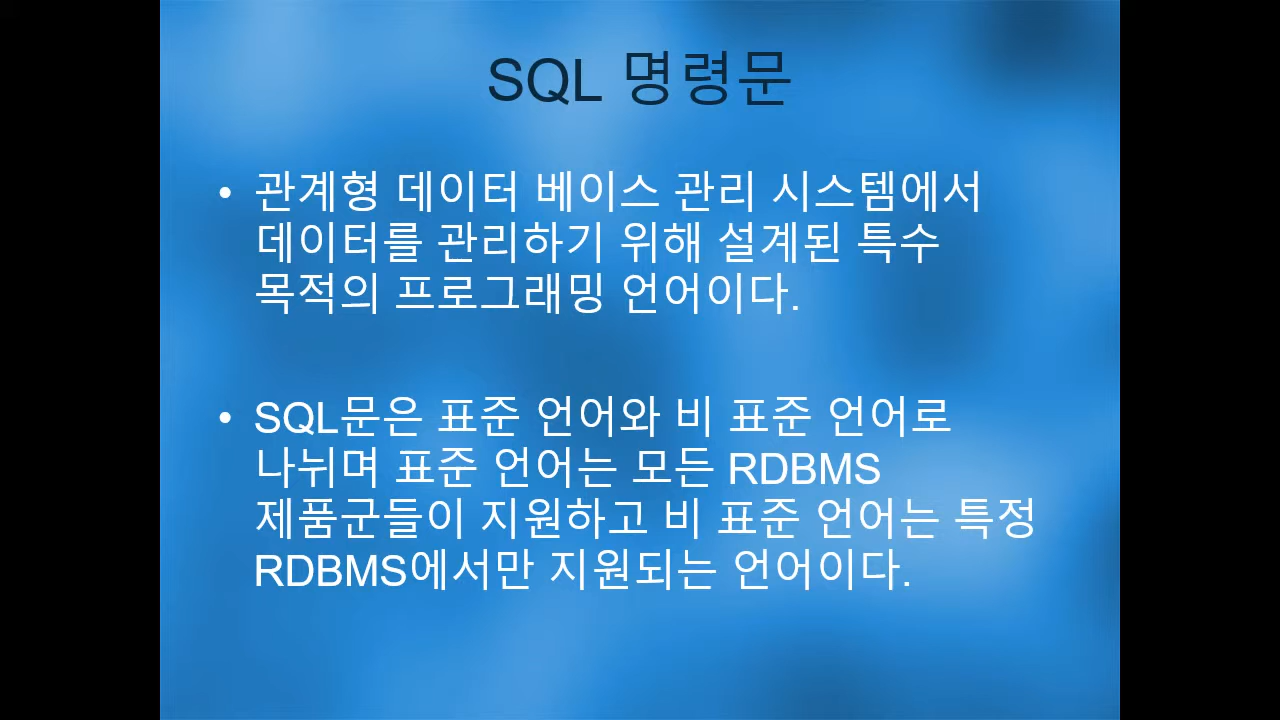 SQL 명령문
• 관계형 데이터 베이스 관리 시스템에서
데이터를 관리하기 위해 설계된 특수
목적의 프로그래밍 언어이다.
• SQL문은 표준 언어와 비 표준 언어로
나뉘며 표준 언어는 모든 RDBMS
제품군들이 지원하고 비 표준 언어는 특정
RDBMS에서만 지원되는 언어이다.